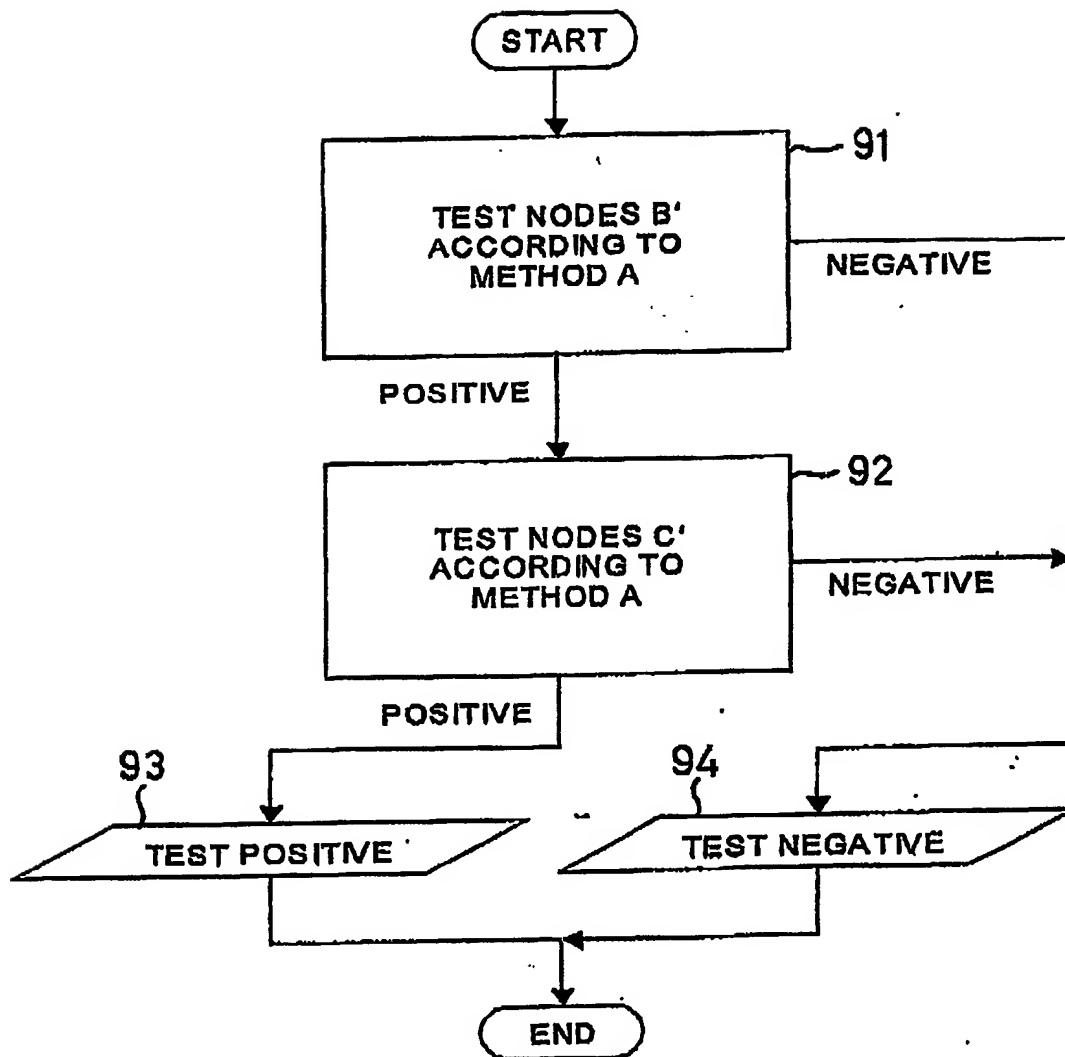 START
91
TEST NODES B'
ACCORDING TO
METHOD A
NEGATIVE
POSITIVE
92
TEST NODES C'
ACCORDING TO
METHOD A
NEGATIVE
POSITIVE
93
94
TEST POSITIVE
TEST NEGATIVE
END